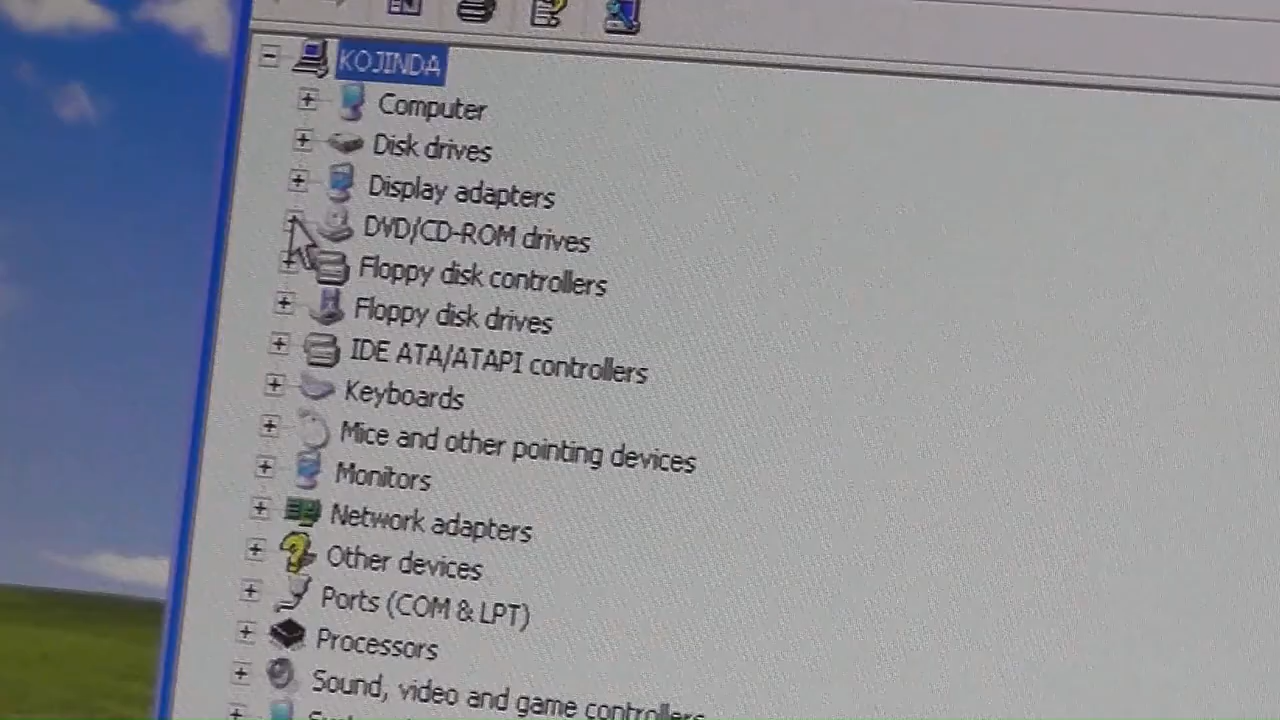 KOJINDA
Computer
Disk drives
Display adapters
DVD/CD-ROM drives
Floppy disk controllers
Floppy disk drives
IDE ATA/ATAPI controllers
Keyboards
Mice and other pointing devices
Monitors
Network adapters
Other devices
Ports (COM & LPT)
Processors
Sound, video and game controllers